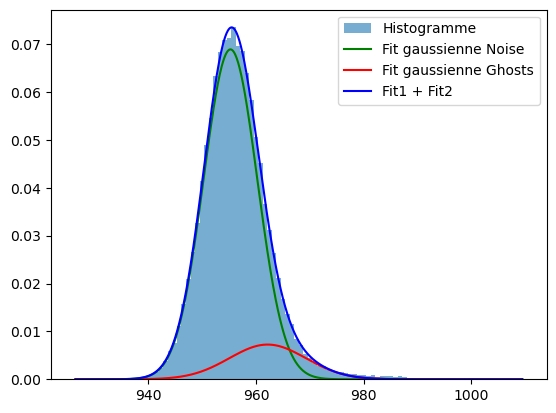 Histogramme
Fit gaussienne Noise
Fit gaussienne Ghosts
Fit1 + Fit2
0.07
0.06
0.05
0.04
0.03
0.02
0.01
0.00
940 960 980 1000